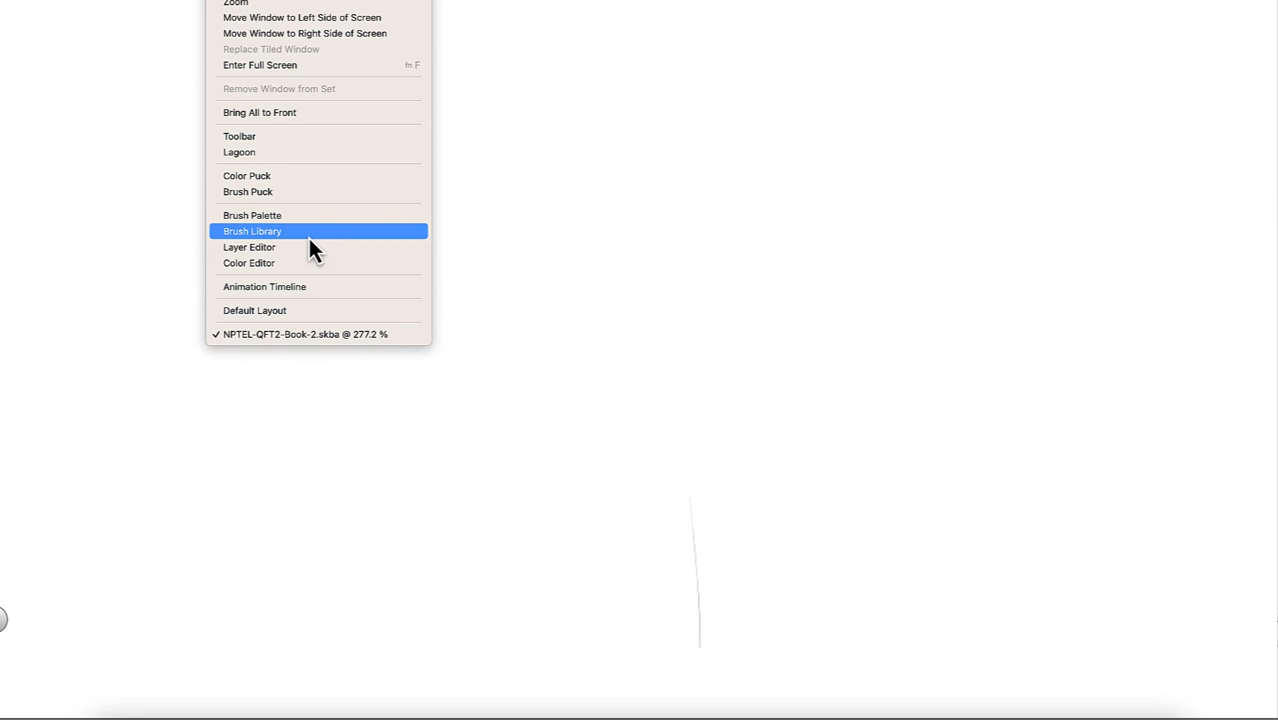 Zoom
Move Window to Left Side of Screen
Move Window to Right Side of Screen
Replace Tiled Window
Enter Full Screen fn F
Remove Window from Set
Bring All to Front
Toolbar
Lagoon
Color Puck
Brush Puck
Brush Palette
Brush Library
Layer Editor
Color Editor
Animation Timeline
Default Layout
✓ NPTEL-QFT2-Book-2.skba @ 277.2 %